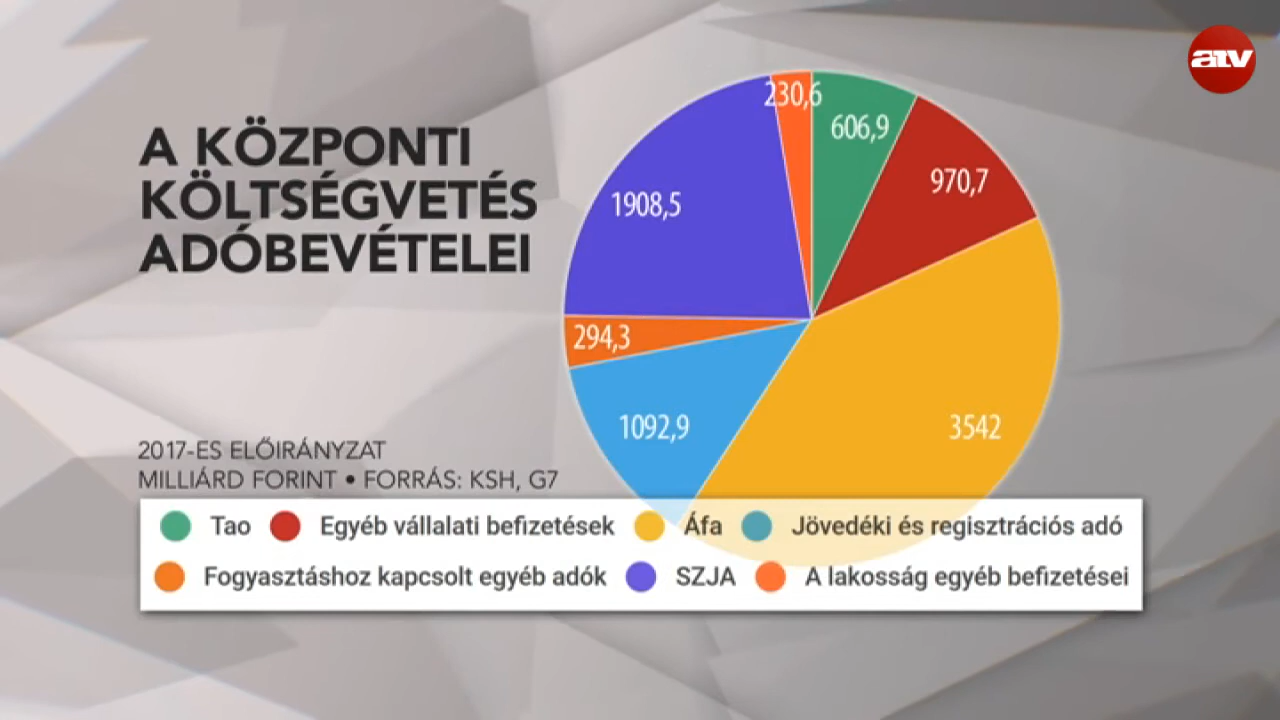 atv
A KÖZPONTI
KÖLTSÉGVETÉS
ADÓBEVÉTELEI
230,6
606,9
970,7
1908,5
294,3
1092,9
3542
2017-ES ELŐIRÁNYZAT
MILLIÁRD FORINT • FORRÁS: KSH, G7
Tao Egyéb vállalati befizetések Áfa Jövedéki és regisztrációs adó
Fogyasztáshoz kapcsolt egyéb adók SZJA A lakosság egyéb befizetései